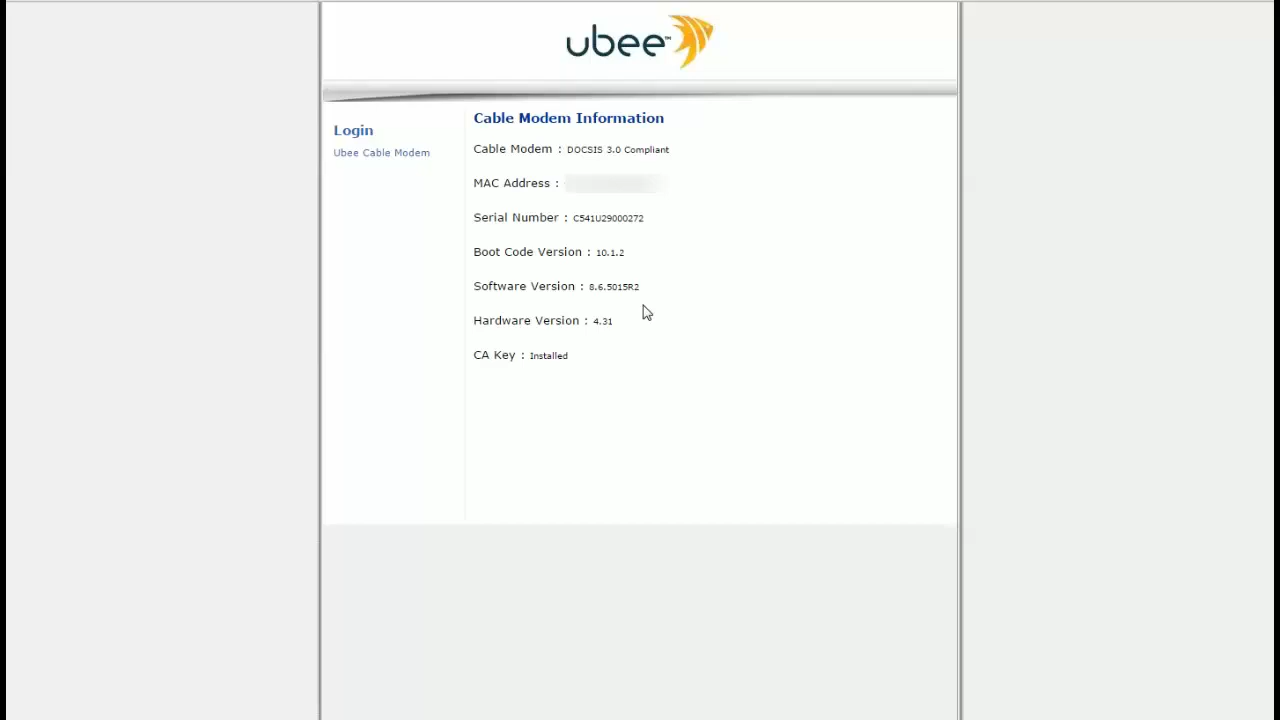 ubee™
Login
Ubee Cable Modem
Cable Modem Information
Cable Modem : DOCSIS 3.0 Compliant
MAC Address :
Serial Number : C541U29000272
Boot Code Version : 10.1.2
Software Version : 8.6.5015R2
Hardware Version : 4.31
CA Key : Installed